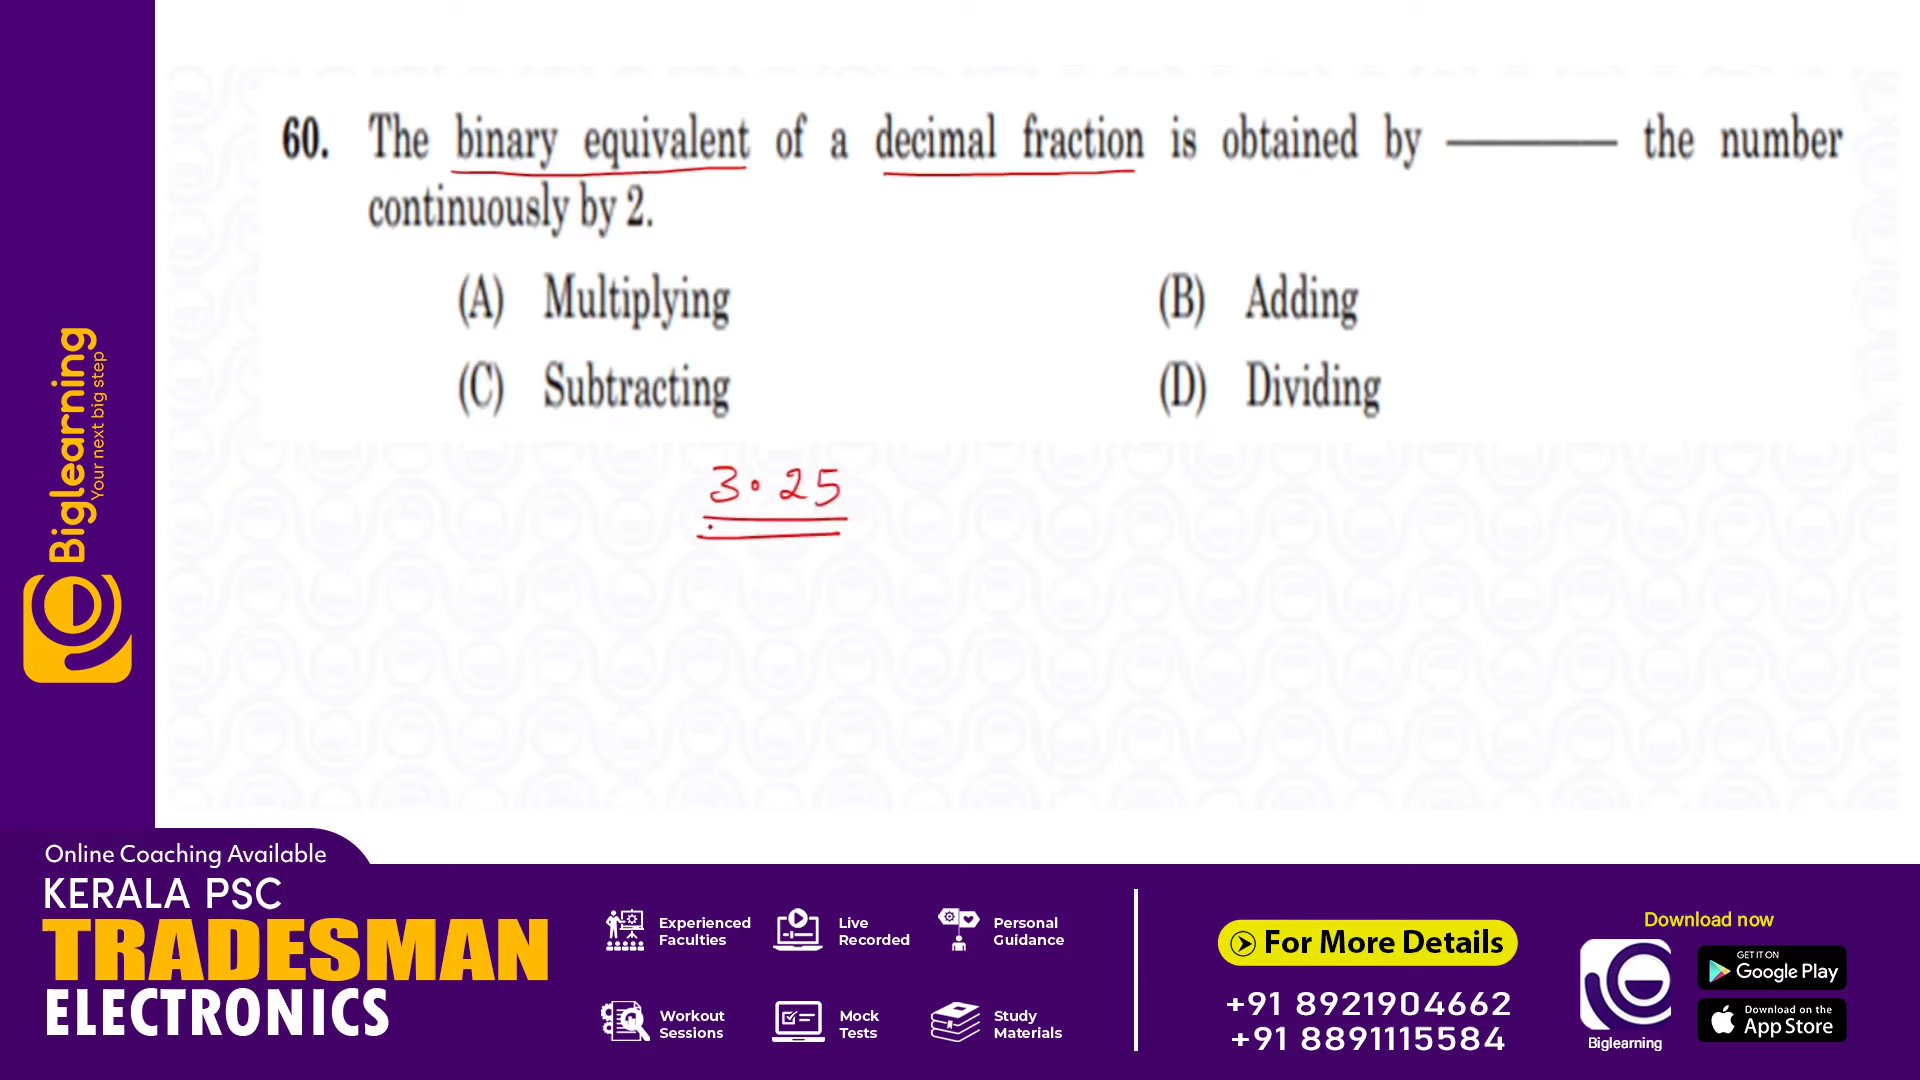 60. The binary equivalent of a decimal fraction is obtained by ———— the number
continuously by 2.
(A) Multiplying
(B) Adding
(C) Subtracting
(D) Dividing
3.25
Biglearning
Your next big step
Online Coaching Available
KERALA PSC
TRADESMAN
ELECTRONICS
Experienced
Faculties
Live
Recorded
Personal
Guidance
Workout
Sessions
Mock
Tests
Study
Materials
For More Details
+91 8921904662
+91 8891115584
Download now
Biglearning
GET IT ON
Google Play
Download on the
App Store